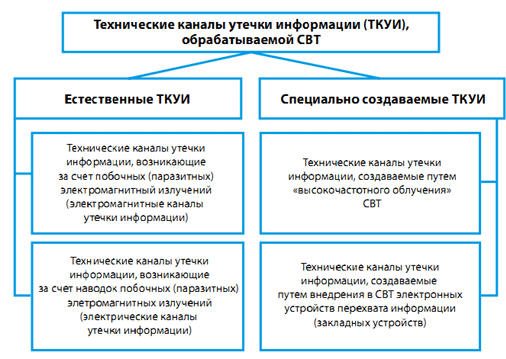 Технические каналы утечки информации (ТКУИ),
обрабатываемой СВТ
Естественные ТКУИ
Технические каналы утечки
информации, возникающие
за счет побочных (паразитных)
электромагнитый излучений
(электромагнитные каналы
утечки информации)
Технические каналы утечки
информации, возникающие
за счет наводок побочных (паразитных)
элетромагнитных излучений
(электрические каналы
утечки информации)
Специально создаваемые ТКУИ
Технические каналы утечки
информации, создаваемые путем
«высокочастотного облучения»
СВТ
Технические каналы утечки
информации, создаваемые
путем внедрения в СВТ электронных
устройств перехвата информации
(закладных устройств)